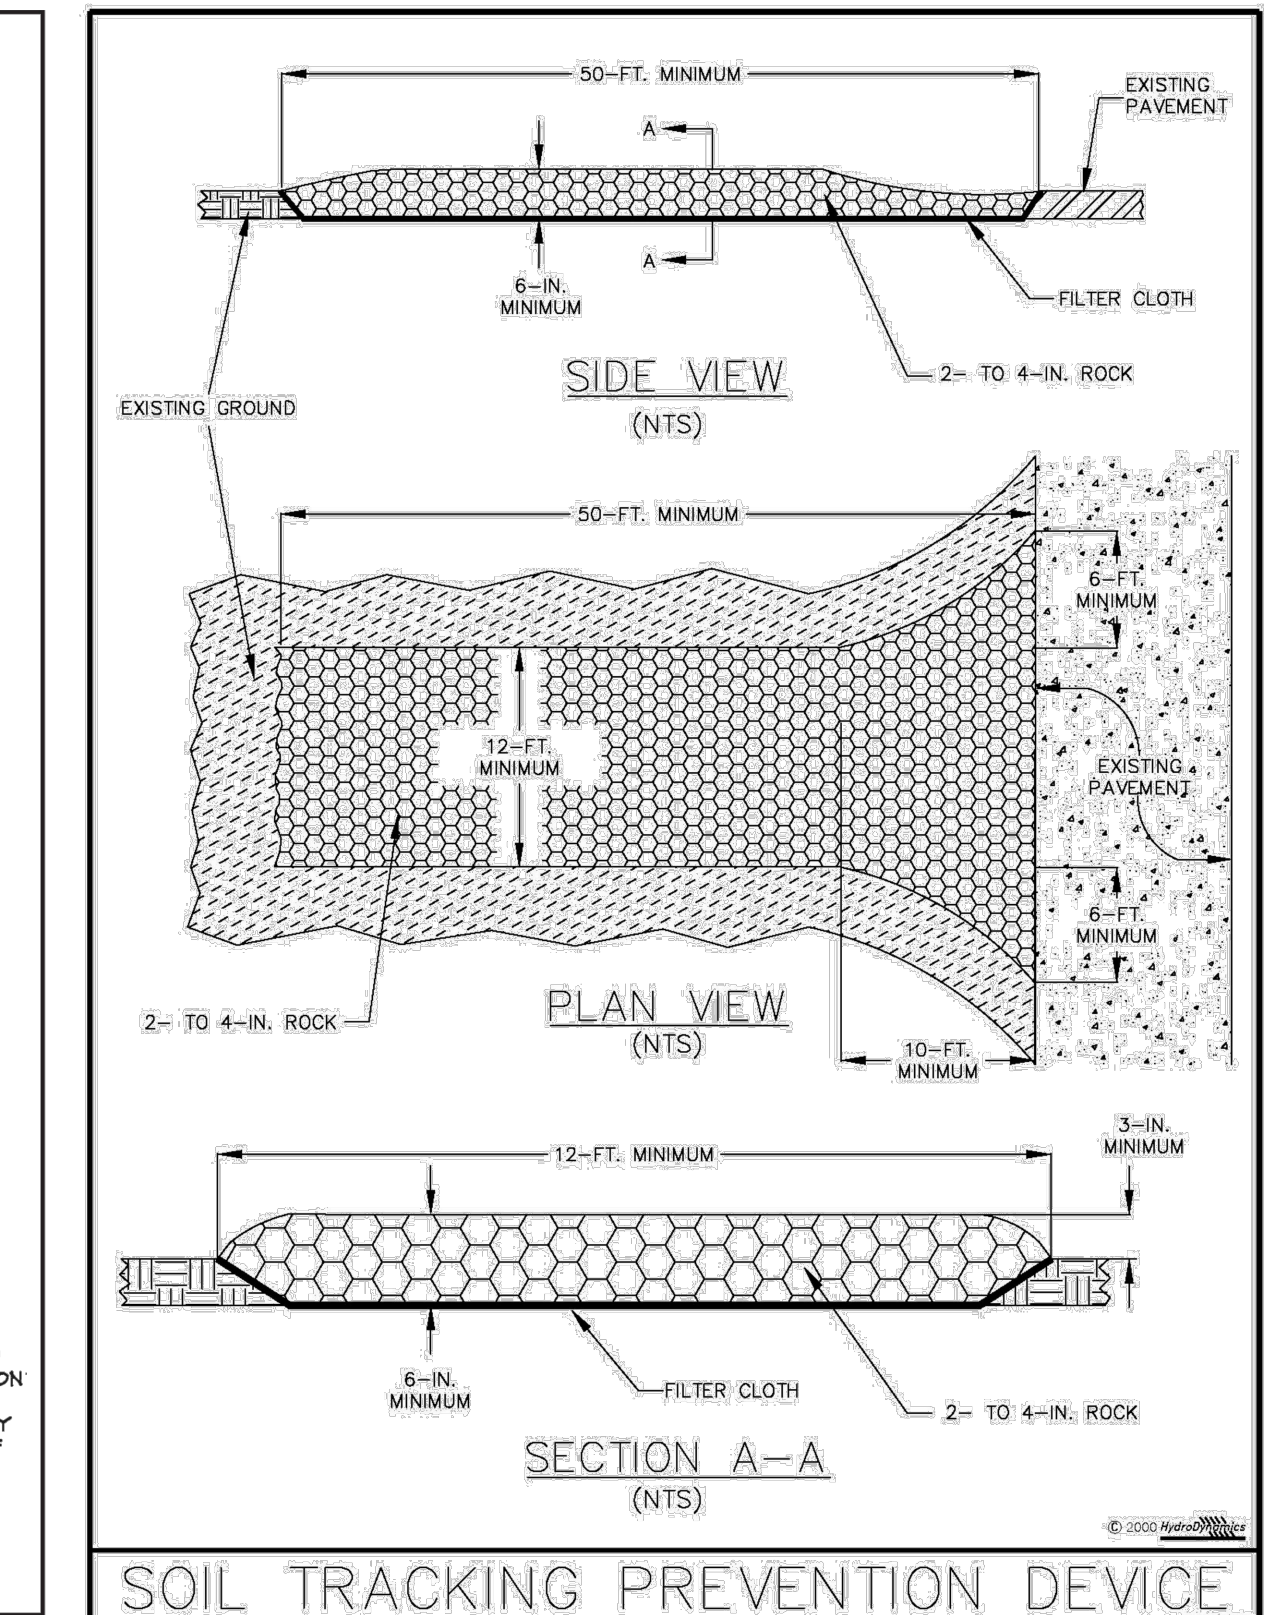 50-FT. MINIMUM
EXISTING
PAVEMENT
A
A
6-IN.
MINIMUM
FILTER CLOTH
2- TO 4-IN. ROCK
SIDE VIEW
(NTS)
EXISTING GROUND
50-FT. MINIMUM
6-FT.
MINIMUM
12-FT.
MINIMUM
EXISTING
PAVEMENT
6-FT.
MINIMUM
2- TO 4-IN. ROCK
PLAN VIEW
(NTS)
10-FT.
MINIMUM
3-IN.
MINIMUM
12-FT. MINIMUM
6-IN.
MINIMUM
FILTER CLOTH
2- TO 4-IN. ROCK
SECTION A-A
(NTS)
© 2000 HydroDynamics
SOIL TRACKING PREVENTION DEVICE